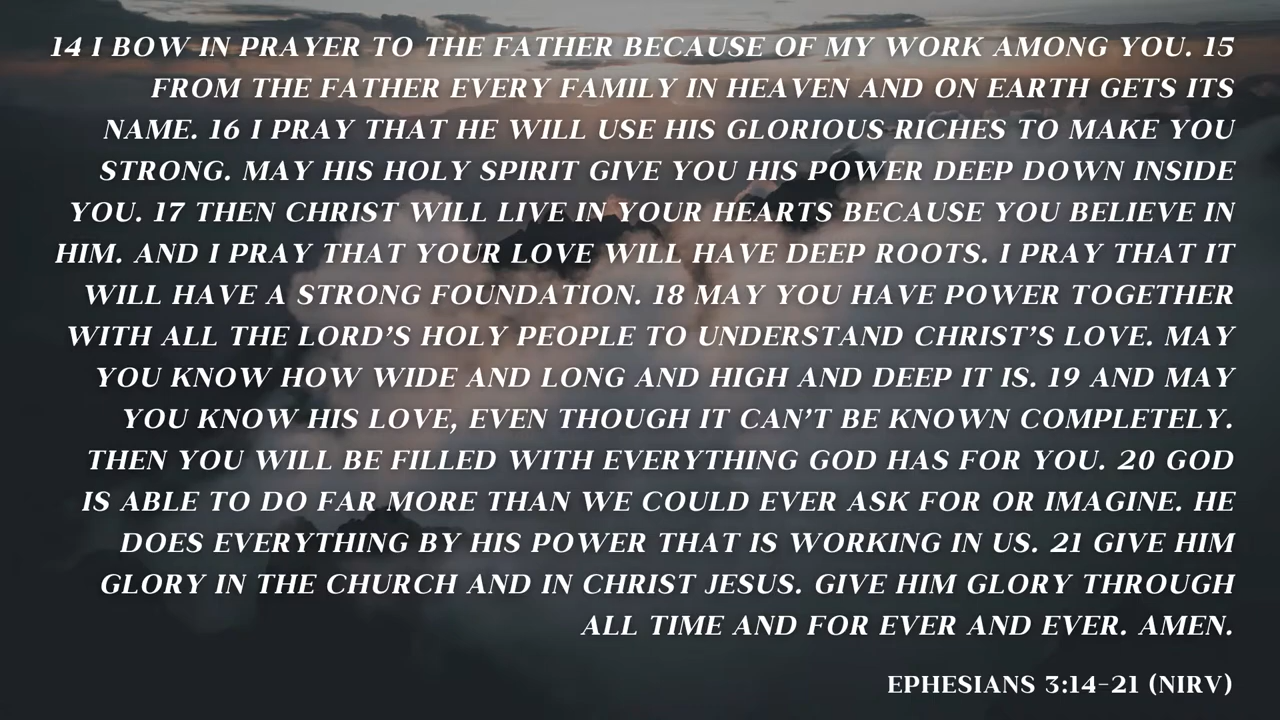 14 I BOW IN PRAYER TO THE FATHER BECAUSE OF MY WORK AMONG YOU. 15
FROM THE FATHER EVERY FAMILY IN HEAVEN AND ON EARTH GETS ITS
NAME. 16 I PRAY THAT HE WILL USE HIS GLORIOUS RICHES TO MAKE YOU
STRONG. MAY HIS HOLY SPIRIT GIVE YOU HIS POWER DEEP DOWN INSIDE
YOU. 17 THEN CHRIST WILL LIVE IN YOUR HEARTS BECAUSE YOU BELIEVE IN
HIM. AND I PRAY THAT YOUR LOVE WILL HAVE DEEP ROOTS. I PRAY THAT IT
WILL HAVE A STRONG FOUNDATION. 18 MAY YOU HAVE POWER TOGETHER
WITH ALL THE LORD’S HOLY PEOPLE TO UNDERSTAND CHRIST’S LOVE. MAY
YOU KNOW HOW WIDE AND LONG AND HIGH AND DEEP IT IS. 19 AND MAY
YOU KNOW HIS LOVE, EVEN THOUGH IT CAN’T BE KNOWN COMPLETELY.
THEN YOU WILL BE FILLED WITH EVERYTHING GOD HAS FOR YOU. 20 GOD
IS ABLE TO DO FAR MORE THAN WE COULD EVER ASK FOR OR IMAGINE. HE
DOES EVERYTHING BY HIS POWER THAT IS WORKING IN US. 21 GIVE HIM
GLORY IN THE CHURCH AND IN CHRIST JESUS. GIVE HIM GLORY THROUGH
ALL TIME AND FOR EVER AND EVER. AMEN.
EPHESIANS 3:14-21 (NIRV)